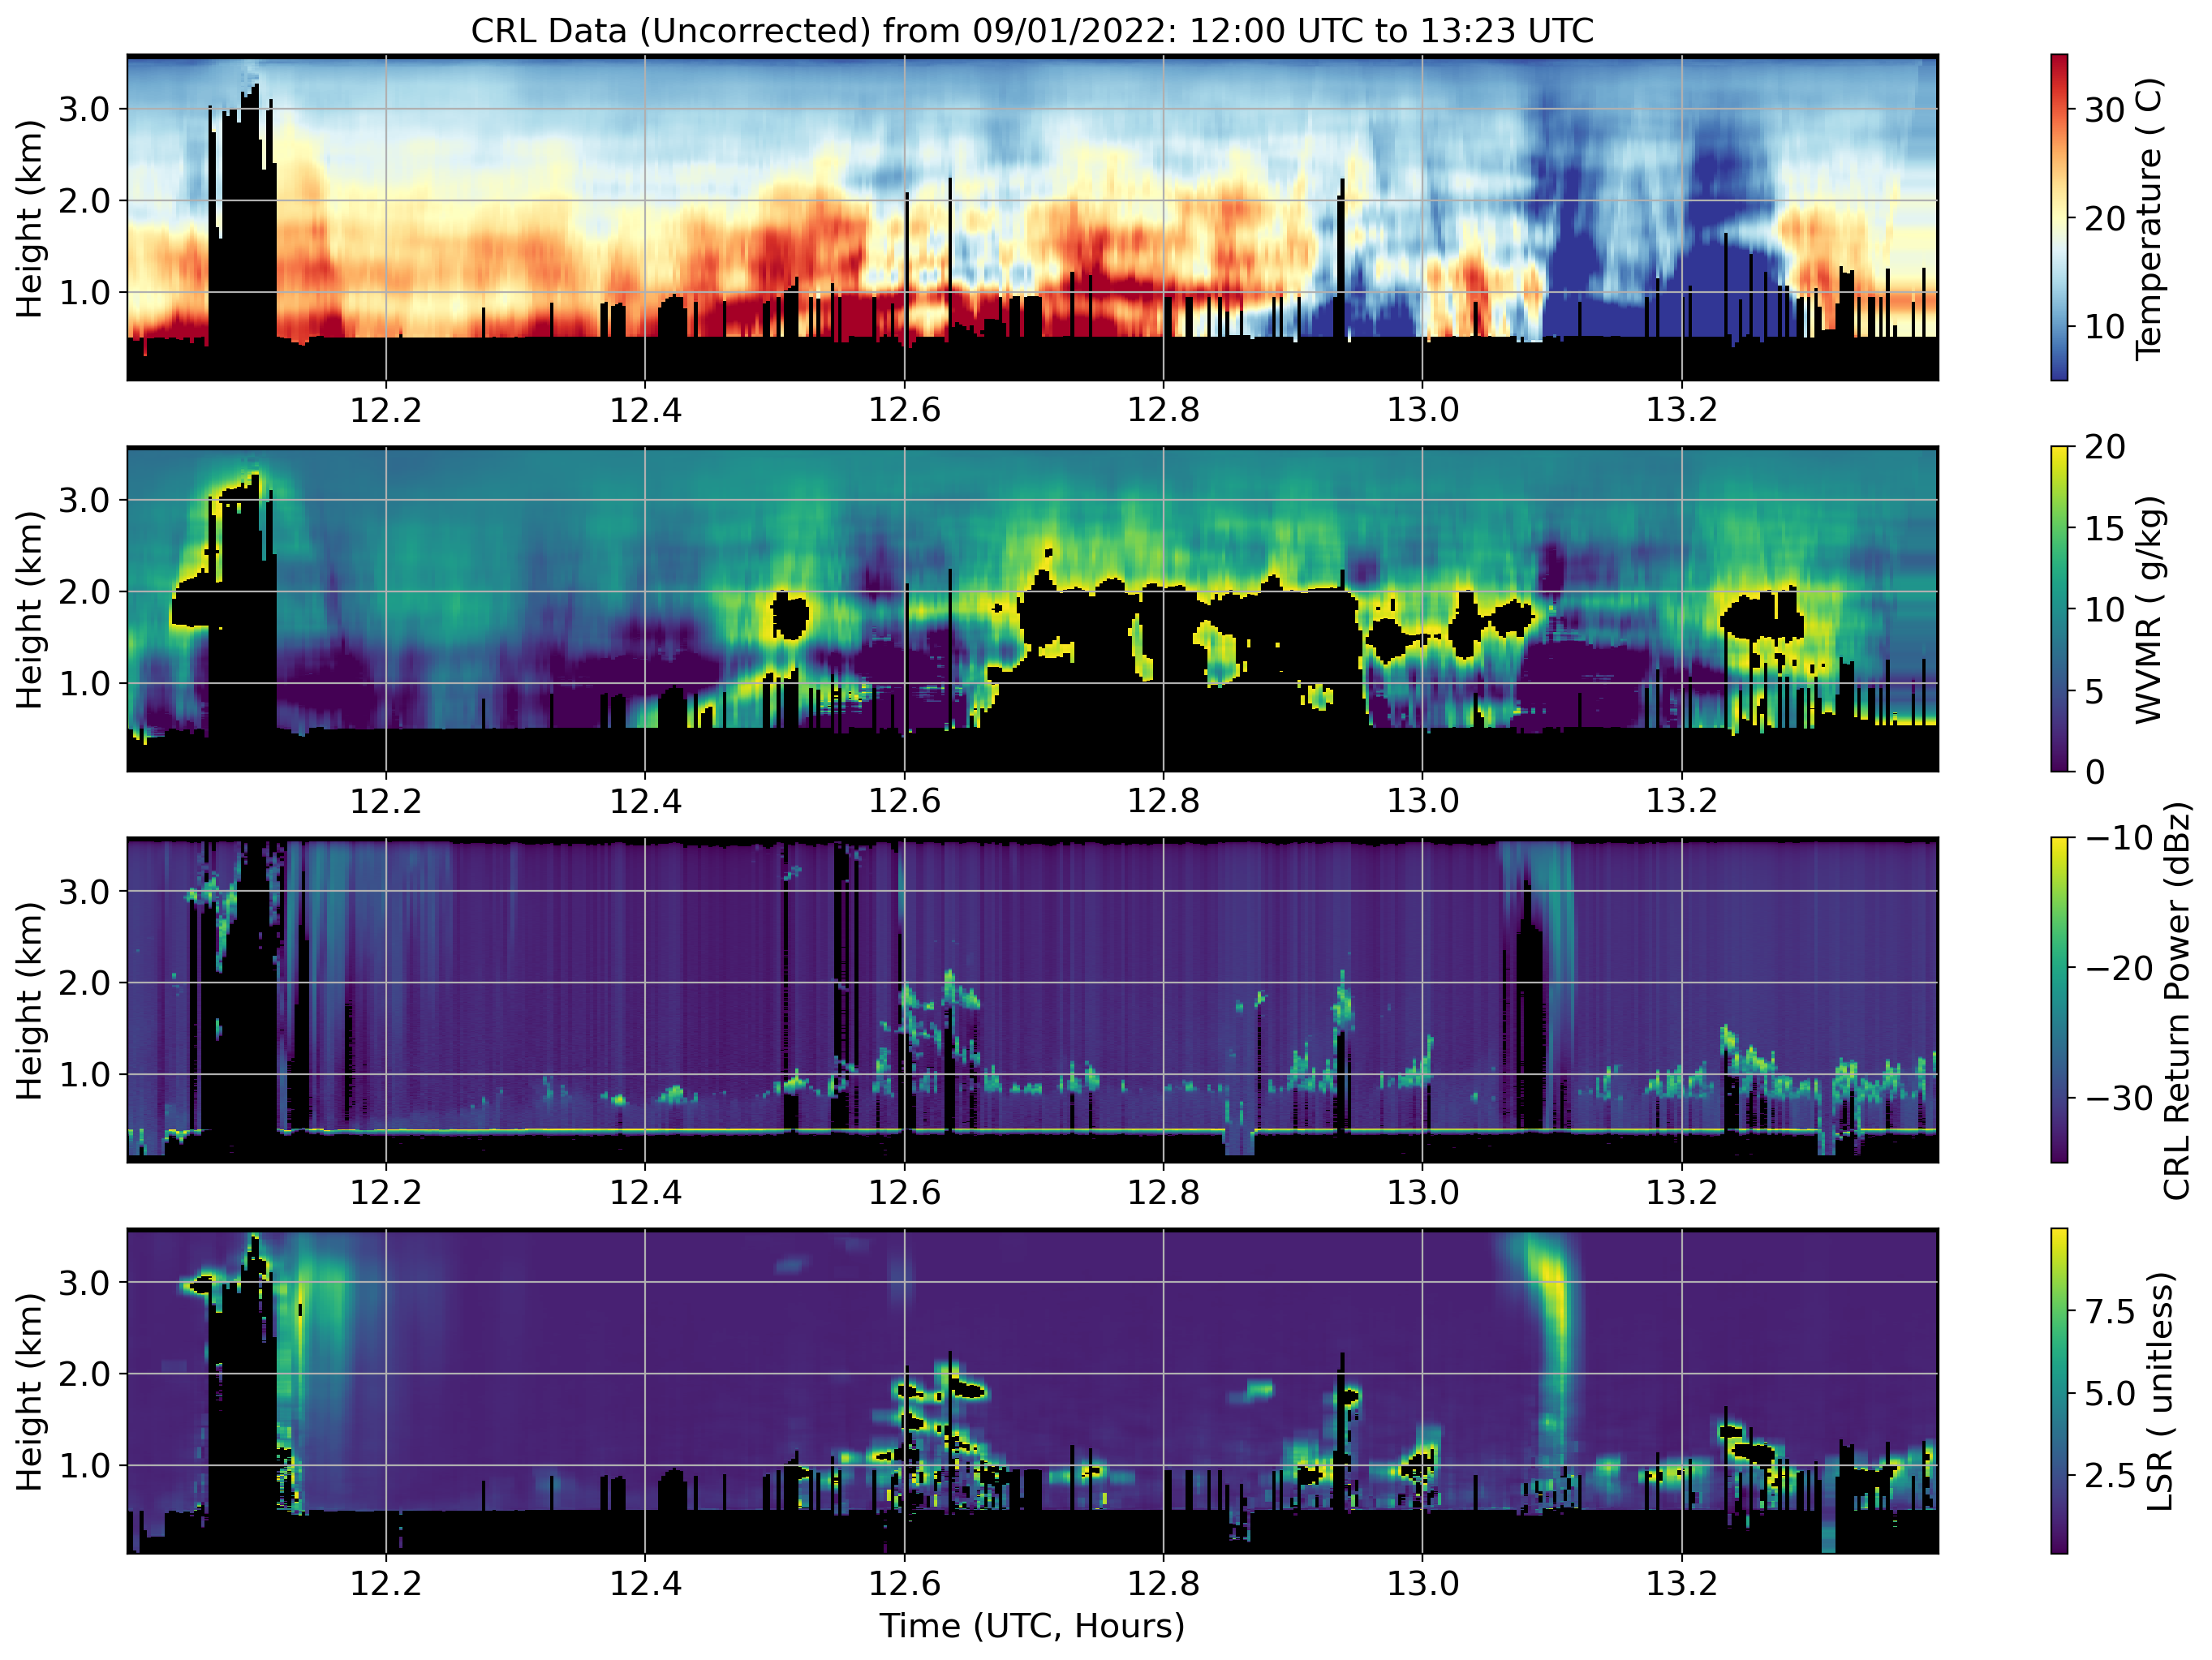 CRL Data (Uncorrected) from 09/01/2022: 12:00 UTC to 13:23 UTC
Height (km)
3.0
2.0
1.0
12.2 12.4 12.6 12.8 13.0 13.2
30
20
10
Temperature ( C)
Height (km)
3.0
2.0
1.0
12.2 12.4 12.6 12.8 13.0 13.2
20
15
10
5
0
WVMR ( g/kg)
Height (km)
3.0
2.0
1.0
12.2 12.4 12.6 12.8 13.0 13.2
−10
−20
−30
CRL Return Power (dBz)
Height (km)
3.0
2.0
1.0
12.2 12.4 12.6 12.8 13.0 13.2
7.5
5.0
2.5
LSR ( unitless)
Time (UTC, Hours)